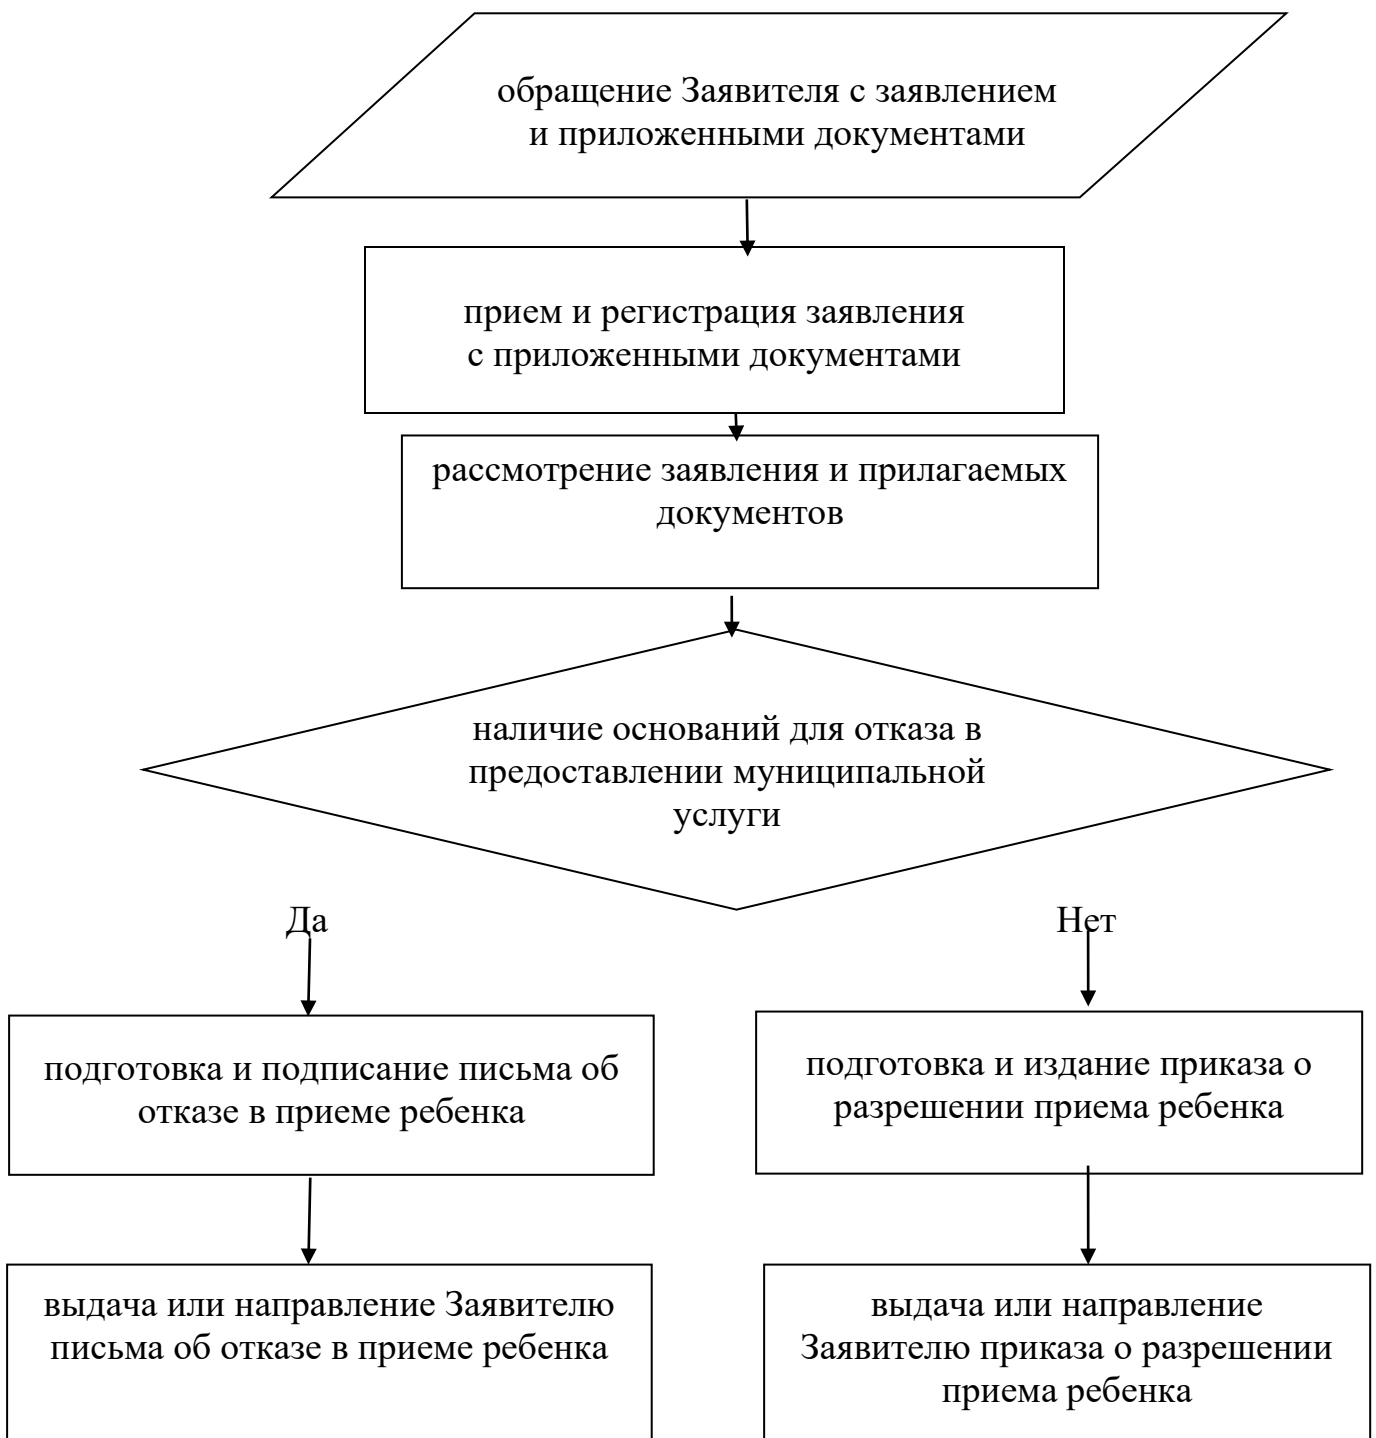 обращение Заявителя с заявлением
и приложенными документами
прием и регистрация заявления
с приложенными документами
рассмотрение заявления и прилагаемых
документов
наличие оснований для отказа в
предоставлении муниципальной
услуги
Да
Нет
подготовка и подписание письма об
отказе в приеме ребенка
подготовка и издание приказа о
разрешении приема ребенка
выдача или направление Заявителю
письма об отказе в приеме ребенка
выдача или направление
Заявителю приказа о разрешении
приема ребенка